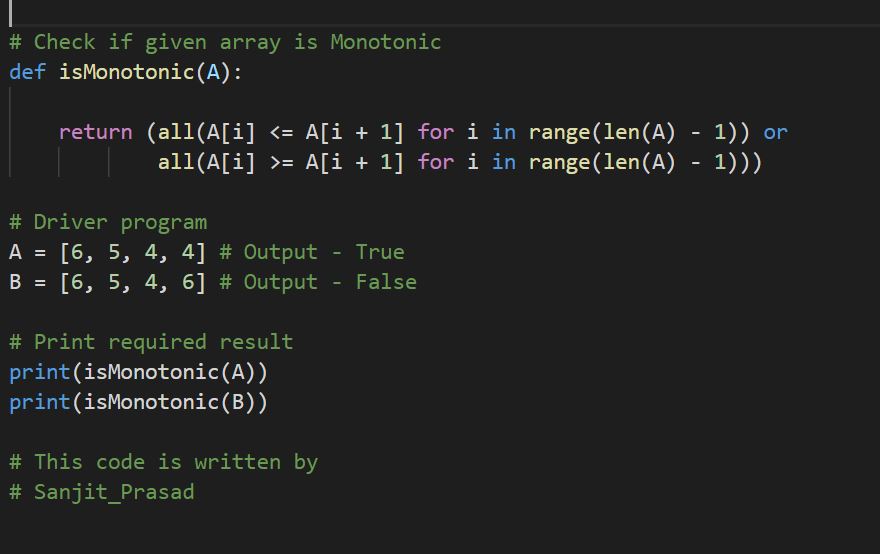 # Check if given array is Monotonic
def isMonotonic(A):
    return (all(A[i] <= A[i + 1] for i in range(len(A) - 1)) or
            all(A[i] >= A[i + 1] for i in range(len(A) - 1)))
# Driver program
A = [6, 5, 4, 4] # Output - True
B = [6, 5, 4, 6] # Output - False
# Print required result
print(isMonotonic(A))
print(isMonotonic(B))
# This code is written by
# Sanjit_Prasad